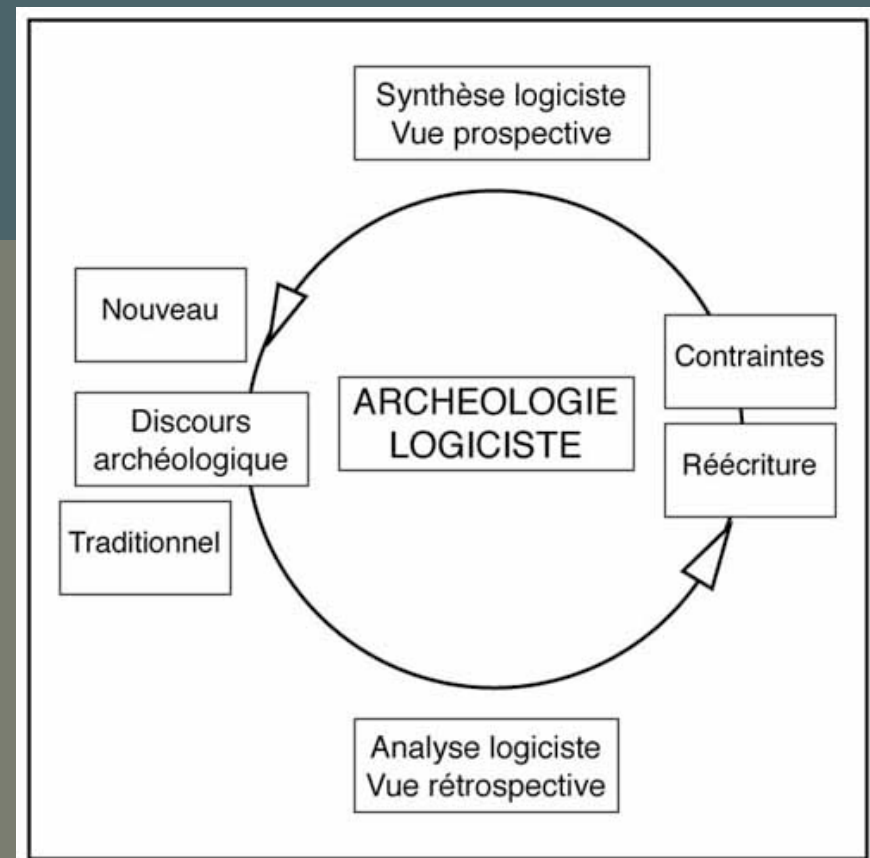 Synthèse logiciste
Vue prospective
Nouveau
Contraintes
ARCHEOLOGIE
LOGICISTE
Discours
archéologique
Réécriture
Traditionnel
Analyse logiciste
Vue rétrospective